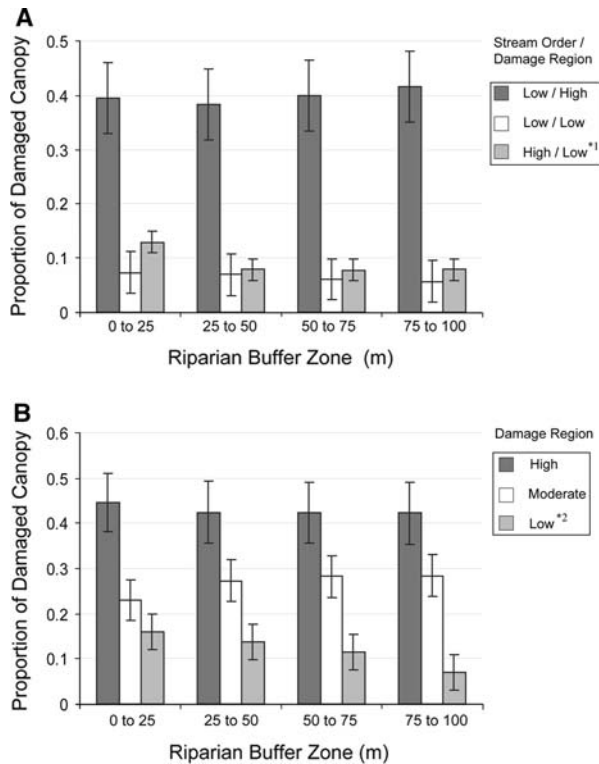 A
0.5
0.4
0.3
0.2
0.1
0
Proportion of Damaged Canopy
0 to 25
25 to 50
50 to 75
75 to 100
Riparian Buffer Zone (m)
Stream Order /
Damage Region
Low / High
Low / Low
High / Low*1
B
0.6
0.5
0.4
0.3
0.2
0.1
0.0
Proportion of Damaged Canopy
0 to 25
25 to 50
50 to 75
75 to 100
Riparian Buffer Zone (m)
Damage Region
High
Moderate
Low*2